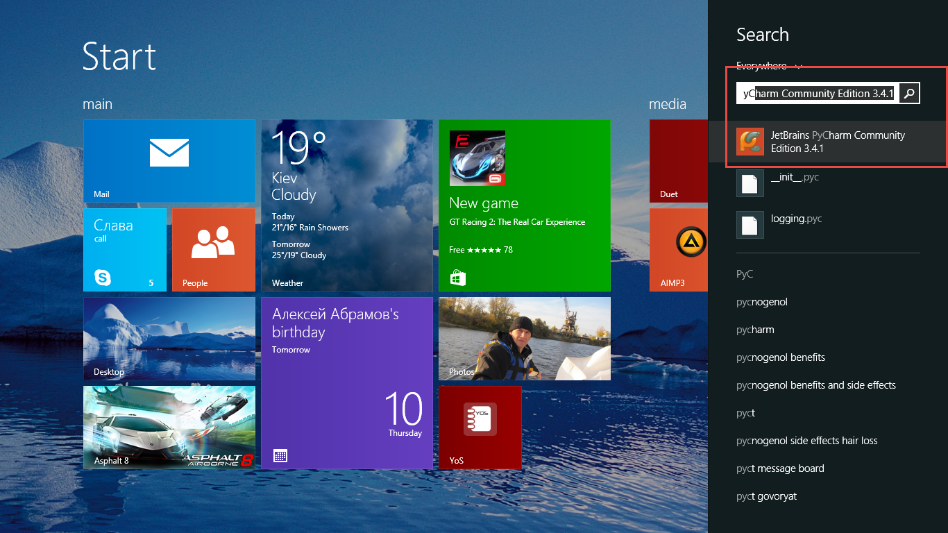 Start
main
media
Mail
19°
Kiev
Cloudy
Today
21°/16° Rain Showers
Tomorrow
25°/19° Cloudy
Weather
New game
GT Racing 2: The Real Car Experience
Free ★★★★★ 78
Duet
Слава
call
5
People
AIMP3
Desktop
Алексей Абрамов's
birthday
Tomorrow
10
Thursday
Photos
Asphalt 8
ASPHALT 8
AIRBORNE
YOS
YoS
Search
Everywhere
yCharm Community Edition 3.4.1
JetBrains PyCharm Community
Edition 3.4.1
__init__.pyc
logging.pyc
PyC
pycnogenol
pycharm
pycnogenol benefits
pycnogenol benefits and side effects
pyct
pycnogenol side effects hair loss
pyct message board
pyct govoryat